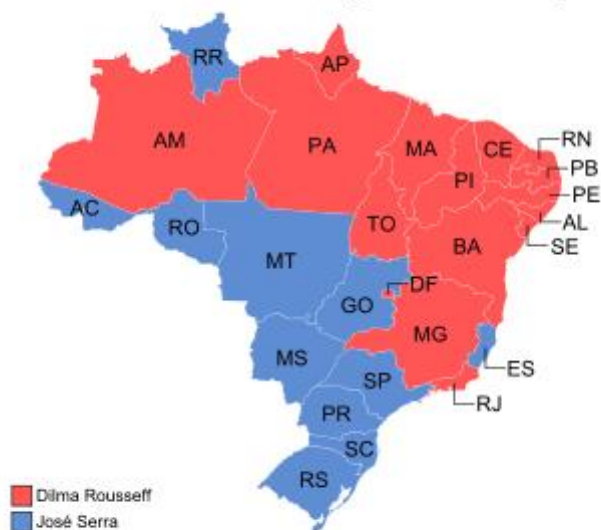 RR
AP
AM
PA
MA
CE
RN
PB
PI
PE
AL
AC
TO
SE
RO
BA
MT
DF
GO
MG
MS
ES
SP
RJ
PR
SC
RS
Dilma Rousseff
José Serra